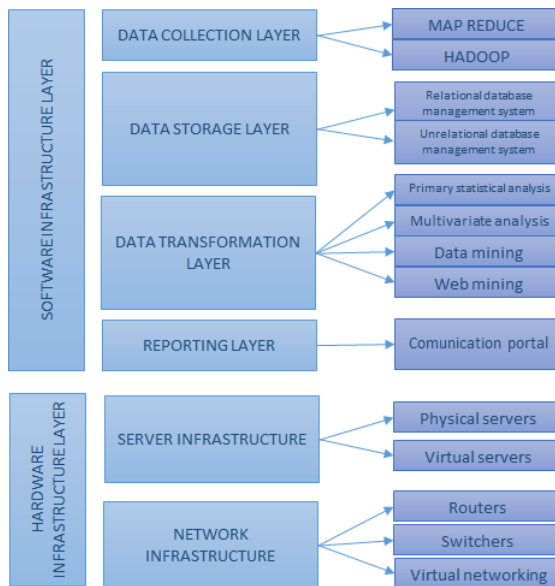 SOFTWARE INFRASTRUCTURE LAYER
DATA COLLECTION LAYER
MAP REDUCE
HADOOP
DATA STORAGE LAYER
Relational database
management system
Unrelational database
management system
DATA TRANSFORMATION
LAYER
Primary statistical analysis
Multivariate analysis
Data mining
Web mining
REPORTING LAYER
Comunication portal
HARDWARE
INFRASTRUCTURE LAYER
SERVER INFRASTRUCTURE
Physical servers
Virtual servers
NETWORK
INFRASTRUCTURE
Routers
Switchers
Virtual networking